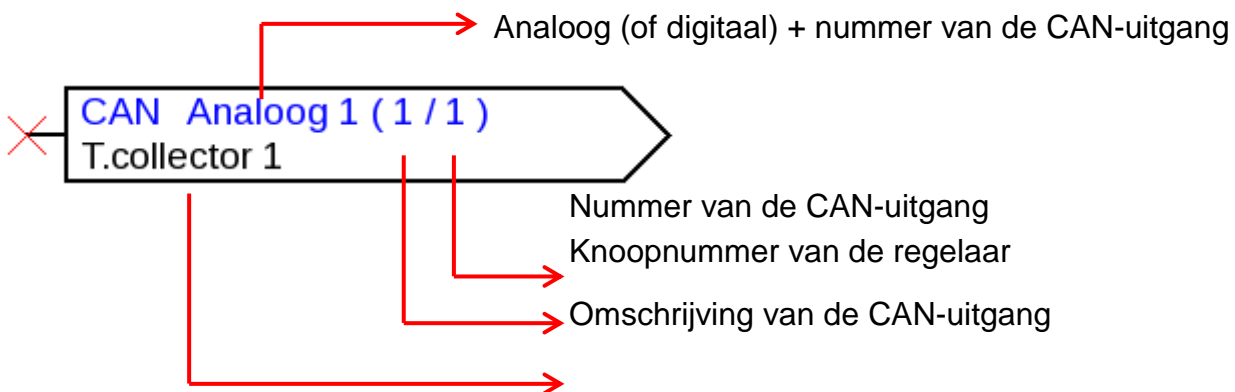 Analoog (of digitaal) + nummer van de CAN-uitgang
CAN Analoog 1 ( 1 / 1 )
T.collector 1
Nummer van de CAN-uitgang
Knoopnummer van de regelaar
Omschrijving van de CAN-uitgang